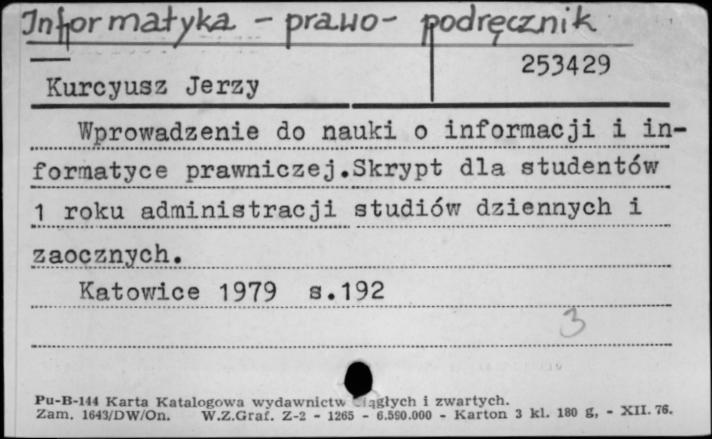 Informatyka - prawo - podręcznik
253429
Kurcyusz Jerzy
Wprowadzenie do nauki o informacji i in-
formatyce prawniczej.Skrypt dla studentów
1 roku administracji studiów dziennych i
zaocznych.
Katowice 1979 s.192
3
Pu-B-144 Karta Katalogowa wydawnictw ciągłych i zwartych.
Zam. 1643/DW/On. W.Z.Graf. Z-2 - 1265 - 6.590.000 - Karton 3 kl. 180 g, - XII. 76.